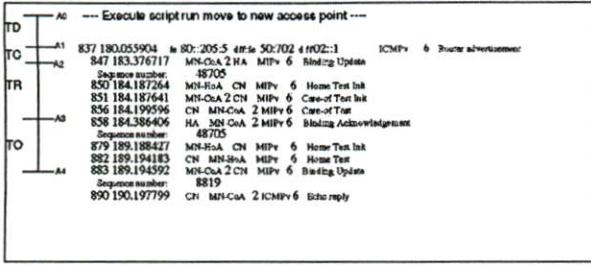 A0 --- Execute script run move to new access point ----
TD
A1 837 180.055904 fe 80::205:5 dff:fe 50:702 d ff02::1 ICMPv 6 Router advertisement
TC
A2 847 183.376717 MN-CoA 2 HA MIPv 6 Binding Update
Sequence number: 48705
TR 850 184.187264 MN-HoA CN MIPv 6 Home Test Init
851 184.187641 MN-CoA 2 CN MIPv 6 Care-of Test Init
856 184.199596 CN MN-CoA 2 MIPv 6 Care-of Test
A3 858 184.386406 HA MN-CoA 2 MIPv 6 Binding Acknowledgement
Sequence number: 48705
TO 879 189.188427 MN-HoA CN MIPv 6 Home Test Init
882 189.194183 CN MN-HoA MIPv 6 Home Test
A4 883 189.194592 MN-CoA 2 CN MIPv 6 Binding Update
Sequence number: 8819
890 190.197799 CN MN-CoA 2 ICMPv 6 Echo reply